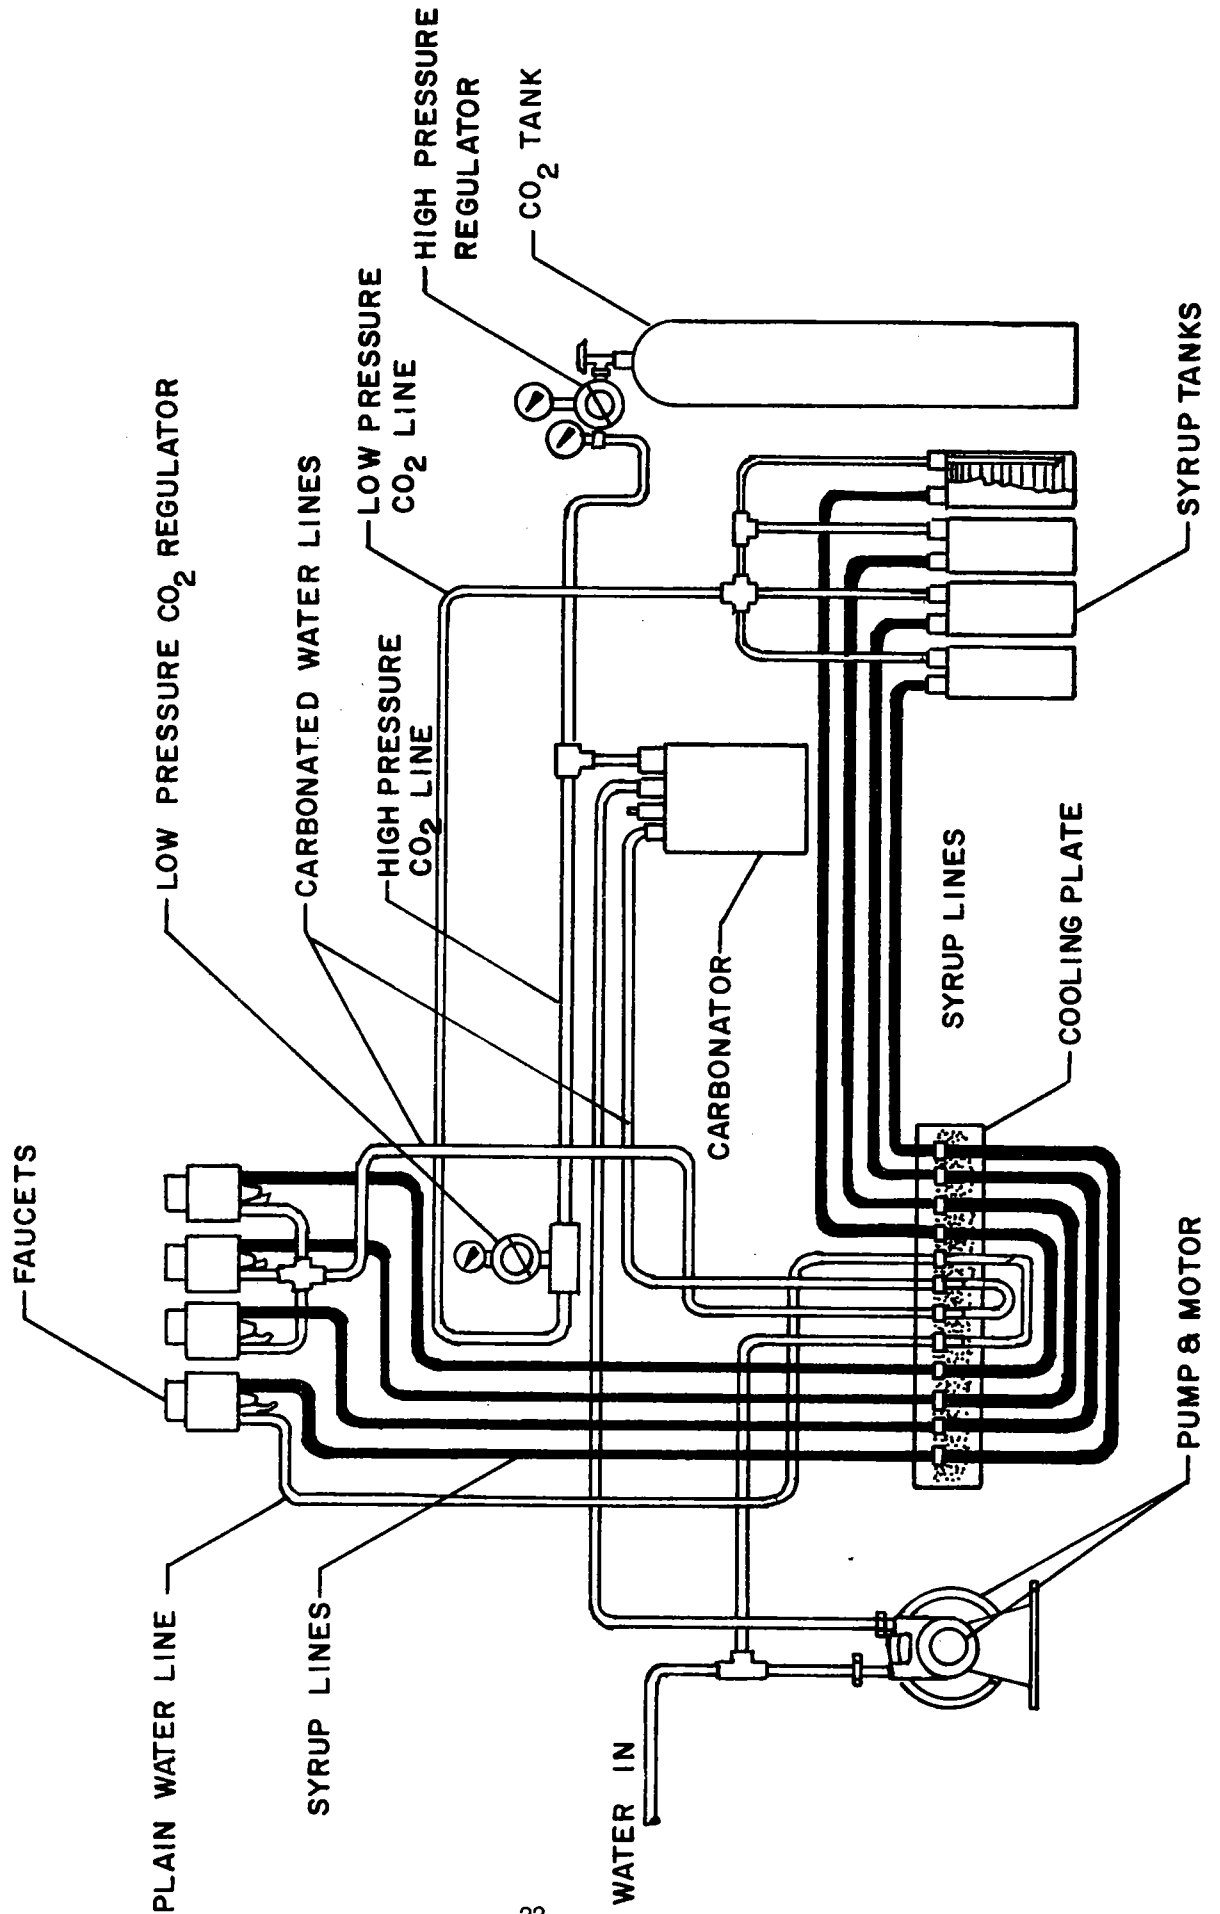 FAUCETS
PLAIN WATER LINE
LOW PRESSURE CO2 REGULATOR
SYRUP LINES
CARBONATED WATER LINES
HIGH PRESSURE
CO2 LINE
LOW PRESSURE
CO2 LINE
HIGH PRESSURE
REGULATOR
CO2 TANK
WATER IN
CARBONATOR
SYRUP LINES
COOLING PLATE
PUMP & MOTOR
SYRUP TANKS